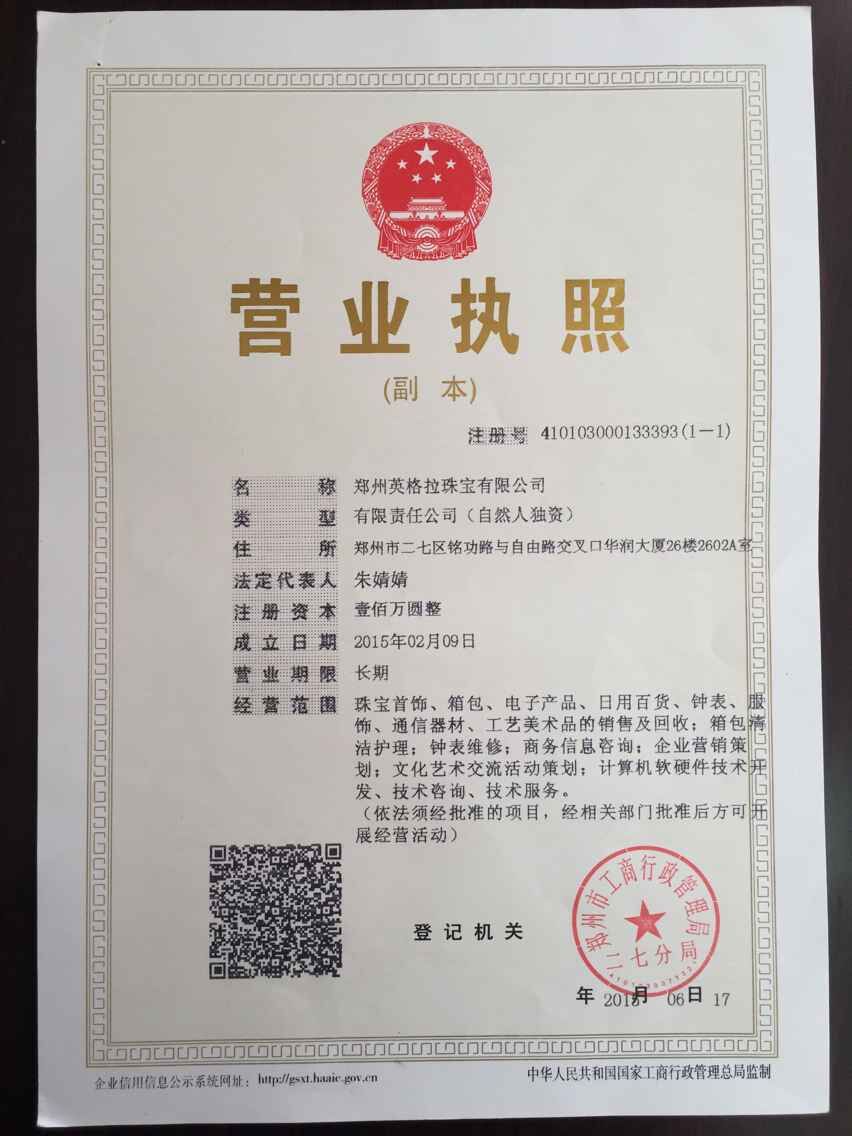 营业执照
(副 本)
注册号 410103000133393(1-1)
名称 郑州英格拉珠宝有限公司
类型 有限责任公司（自然人独资）
住所 郑州市二七区铭功路与自由路交叉口华润大厦26楼2602A室
法定代表人 朱婧婧
注册资本 壹佰万圆整
成立日期 2015年02月09日
营业期限 长期
经营范围 珠宝首饰、箱包、电子产品、日用百货、钟表、服
饰、通信器材、工艺美术品的销售及回收；箱包清
洁护理；钟表维修；商务信息咨询；企业营销策
划；文化艺术交流活动策划；计算机软硬件技术开
发、技术咨询、技术服务。
（依法须经批准的项目，经相关部门批准后方可开
展经营活动）
郑州市工商行政管理局
二七分局
登记机关
年 2015月 06日 17
企业信用信息公示系统网址：http://gsxt.haaic.gov.cn
中华人民共和国国家工商行政管理总局监制